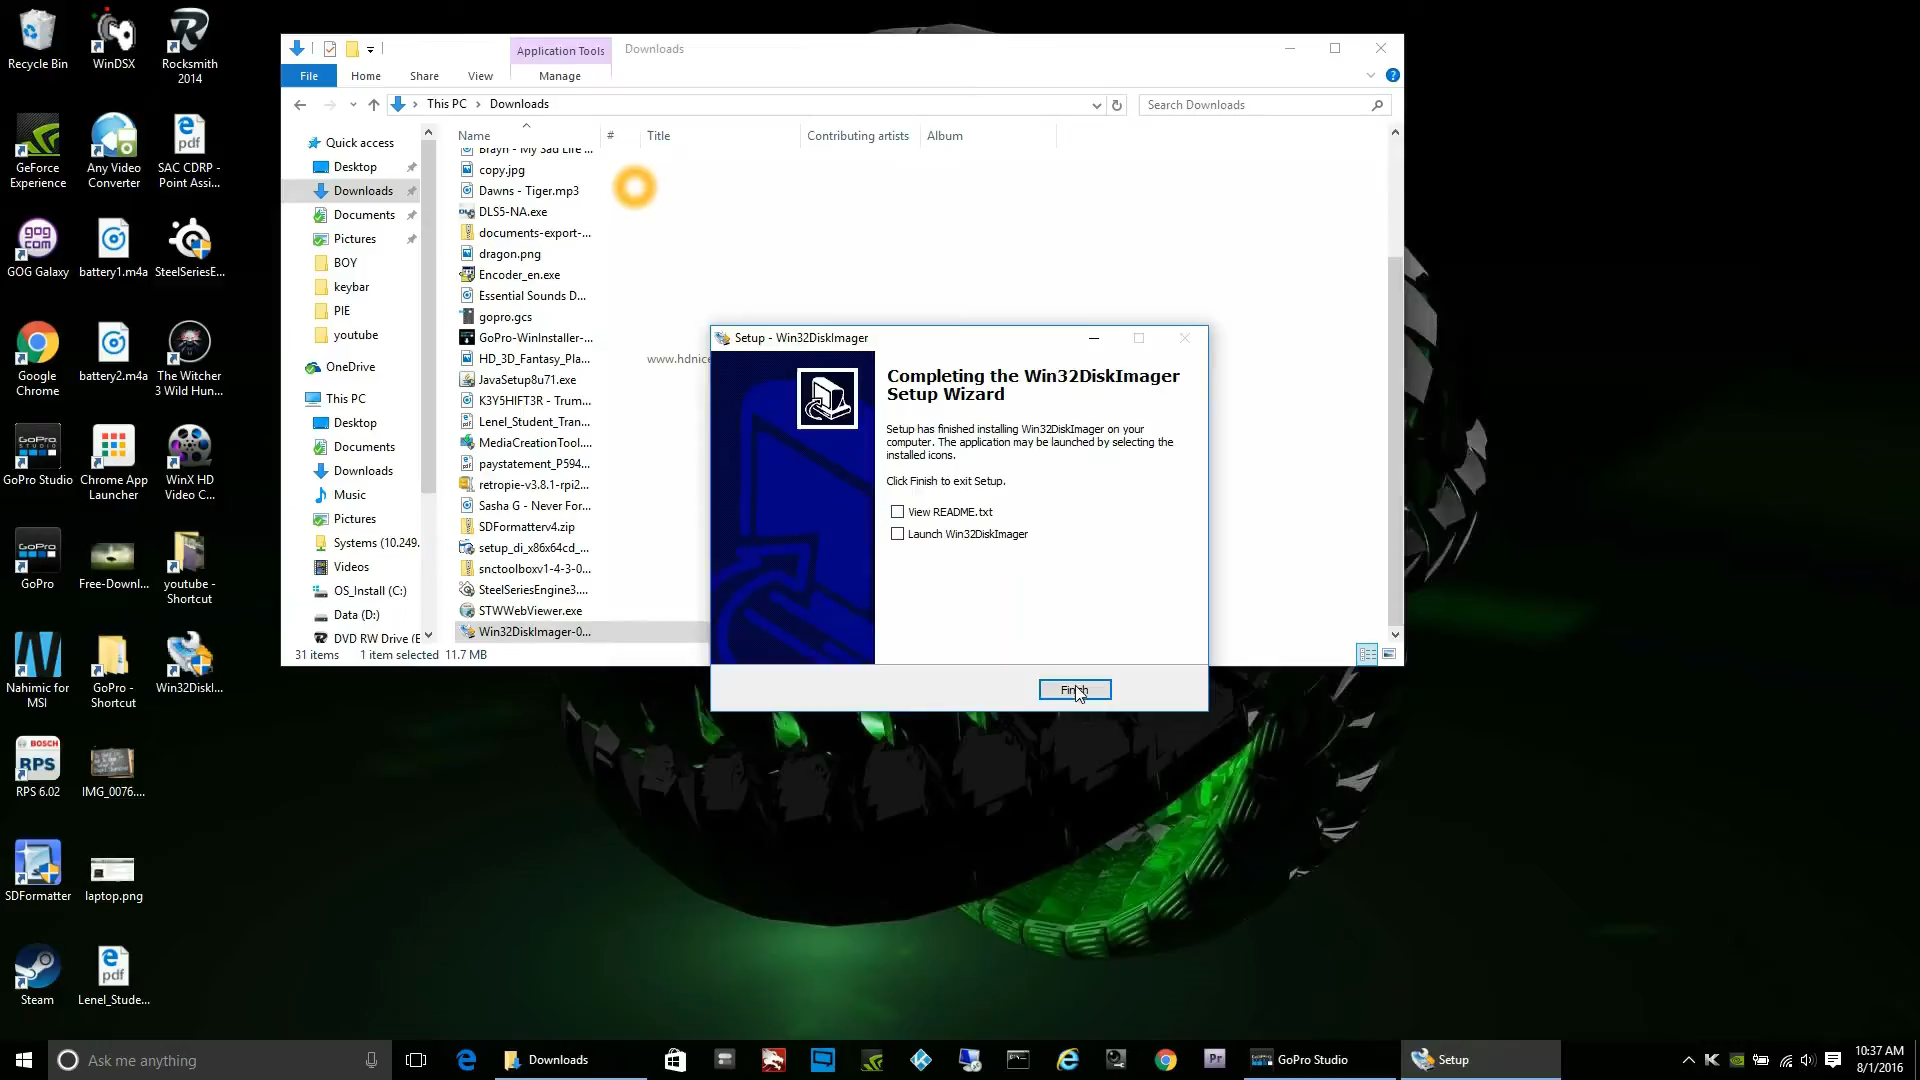 Recycle Bin
WinDSX
Rocksmith
2014
GeForce
Experience
Any Video
Converter
SAC CDRP -
Point Assi...
GOG Galaxy
battery1.m4a
SteelSeriesE...
Google
Chrome
battery2.m4a
The Witcher
3 Wild Hun...
GoPro Studio
Chrome App
Launcher
WinX HD
Video C...
GoPro
Free-Downl...
youtube -
Shortcut
Nahimic for
MSI
GoPro -
Shortcut
Win32DiskI...
RPS 6.02
IMG_0076....
SDFormatter
laptop.png
Steam
Lenel_Stude...
Application Tools
Downloads
File
Home
Share
View
Manage
This PC
Downloads
Search Downloads
Quick access
Desktop
Downloads
Documents
Pictures
BOY
keybar
PIE
youtube
OneDrive
This PC
Desktop
Documents
Downloads
Music
Pictures
Systems (10.249.
Videos
OS_Install (C:)
Data (D:)
DVD RW Drive (E
Name
#
Title
Contributing artists
Album
Brayn - My Sad Life ...
copy.jpg
Dawns - Tiger.mp3
DLS5-NA.exe
documents-export-...
dragon.png
Encoder_en.exe
Essential Sounds D...
gopro.gcs
GoPro-WinInstaller-...
HD_3D_Fantasy_Pla...
www.hdnice
JavaSetup8u71.exe
K3Y5HIFT3R - Trum...
Lenel_Student_Tran...
MediaCreationTool....
paystatement_P594...
retropie-v3.8.1-rpi2...
Sasha G - Never For...
SDFormatterv4.zip
setup_di_x86x64cd_...
snctoolboxv1-4-3-0...
SteelSeriesEngine3....
STWWebViewer.exe
Win32DiskImager-0...
31 items
1 item selected
11.7 MB
Setup - Win32DiskImager
Completing the Win32DiskImager
Setup Wizard
Setup has finished installing Win32DiskImager on your
computer. The application may be launched by selecting the
installed icons.
Click Finish to exit Setup.
View README.txt
Launch Win32DiskImager
Finish
Ask me anything
Downloads
GoPro Studio
Setup
10:37 AM
8/1/2016